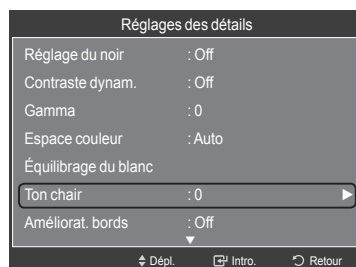 Réglages des détails
Réglage du noir : Off
Contraste dynam. : Off
Gamma : 0
Espace couleur : Auto
Équilibrage du blanc
Ton chair : 0
Améliorat. bords : Off
Dépl. Intro. Retour